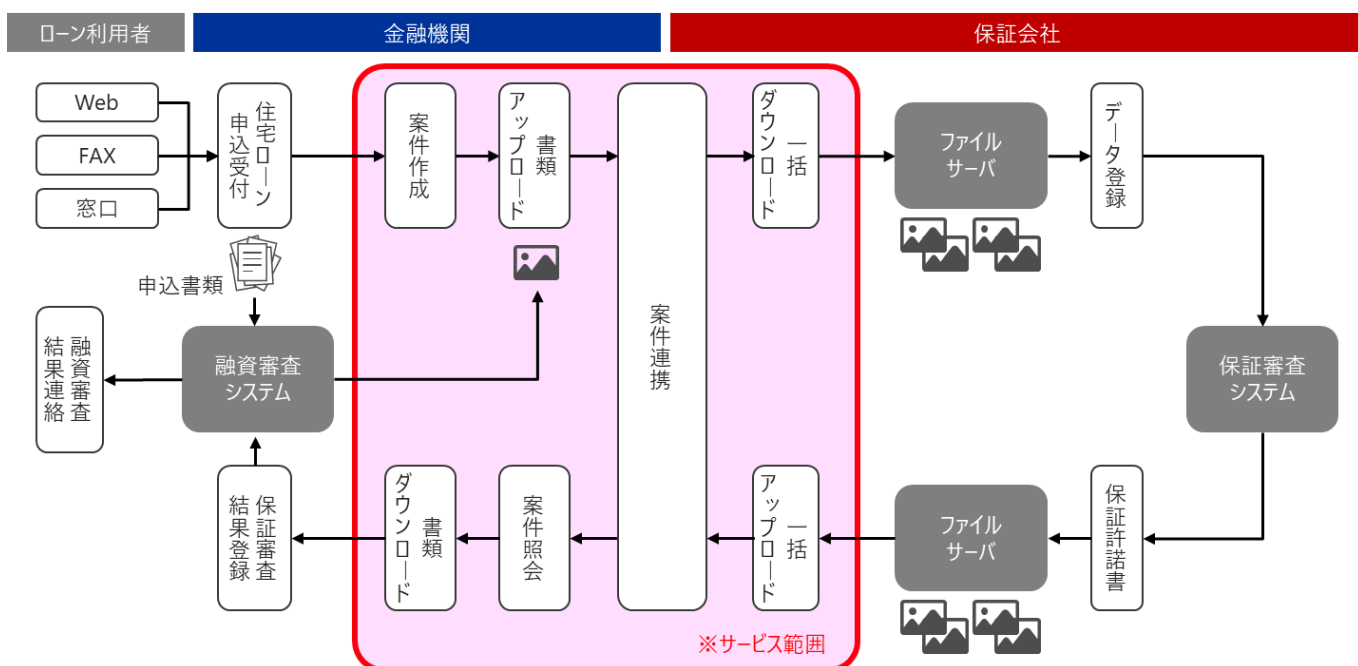 ローン利用者
金融機関
保証会社
Web
FAX
窓口
住宅ローン
申込受付
案件作成
書類
アップロード
案件連携
一括
ダウンロード
ファイル
サーバ
データ登録
申込書類
融資審査
結果連絡
融資審査
システム
保証審査
システム
保証審査
結果登録
書類
ダウンロード
案件照会
一括
アップロード
ファイル
サーバ
保証許諾書
※サービス範囲